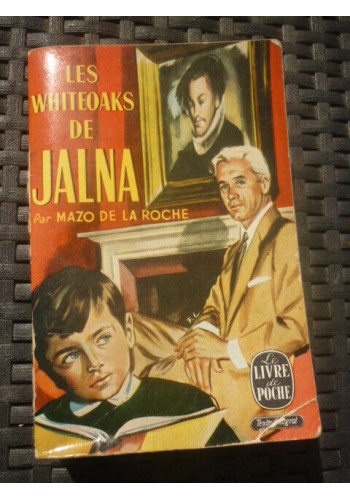 LES
WHITEOAKS
DE
JALNA
Par MAZO DE LA ROCHE
Le
LIVRE
de
POCHE
Texte intégral